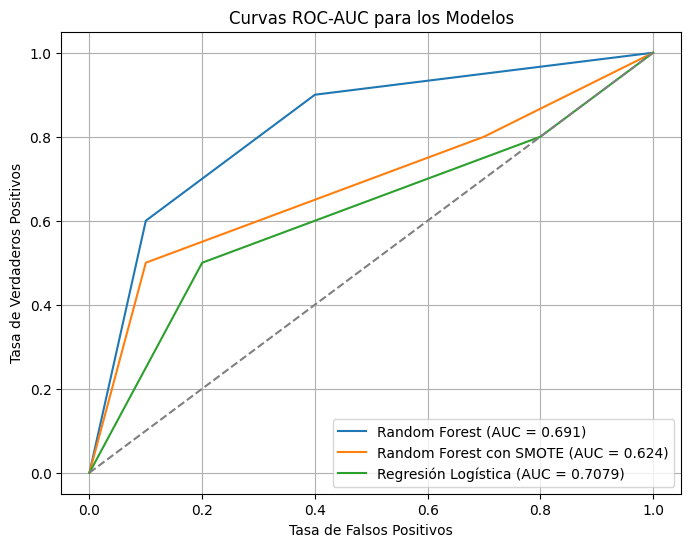 Curvas ROC-AUC para los Modelos
1.0
0.8
0.6
0.4
0.2
0.0
Tasa de Verdaderos Positivos
Random Forest (AUC = 0.691)
Random Forest con SMOTE (AUC = 0.624)
Regresión Logística (AUC = 0.7079)
0.0 0.2 0.4 0.6 0.8 1.0
Tasa de Falsos Positivos